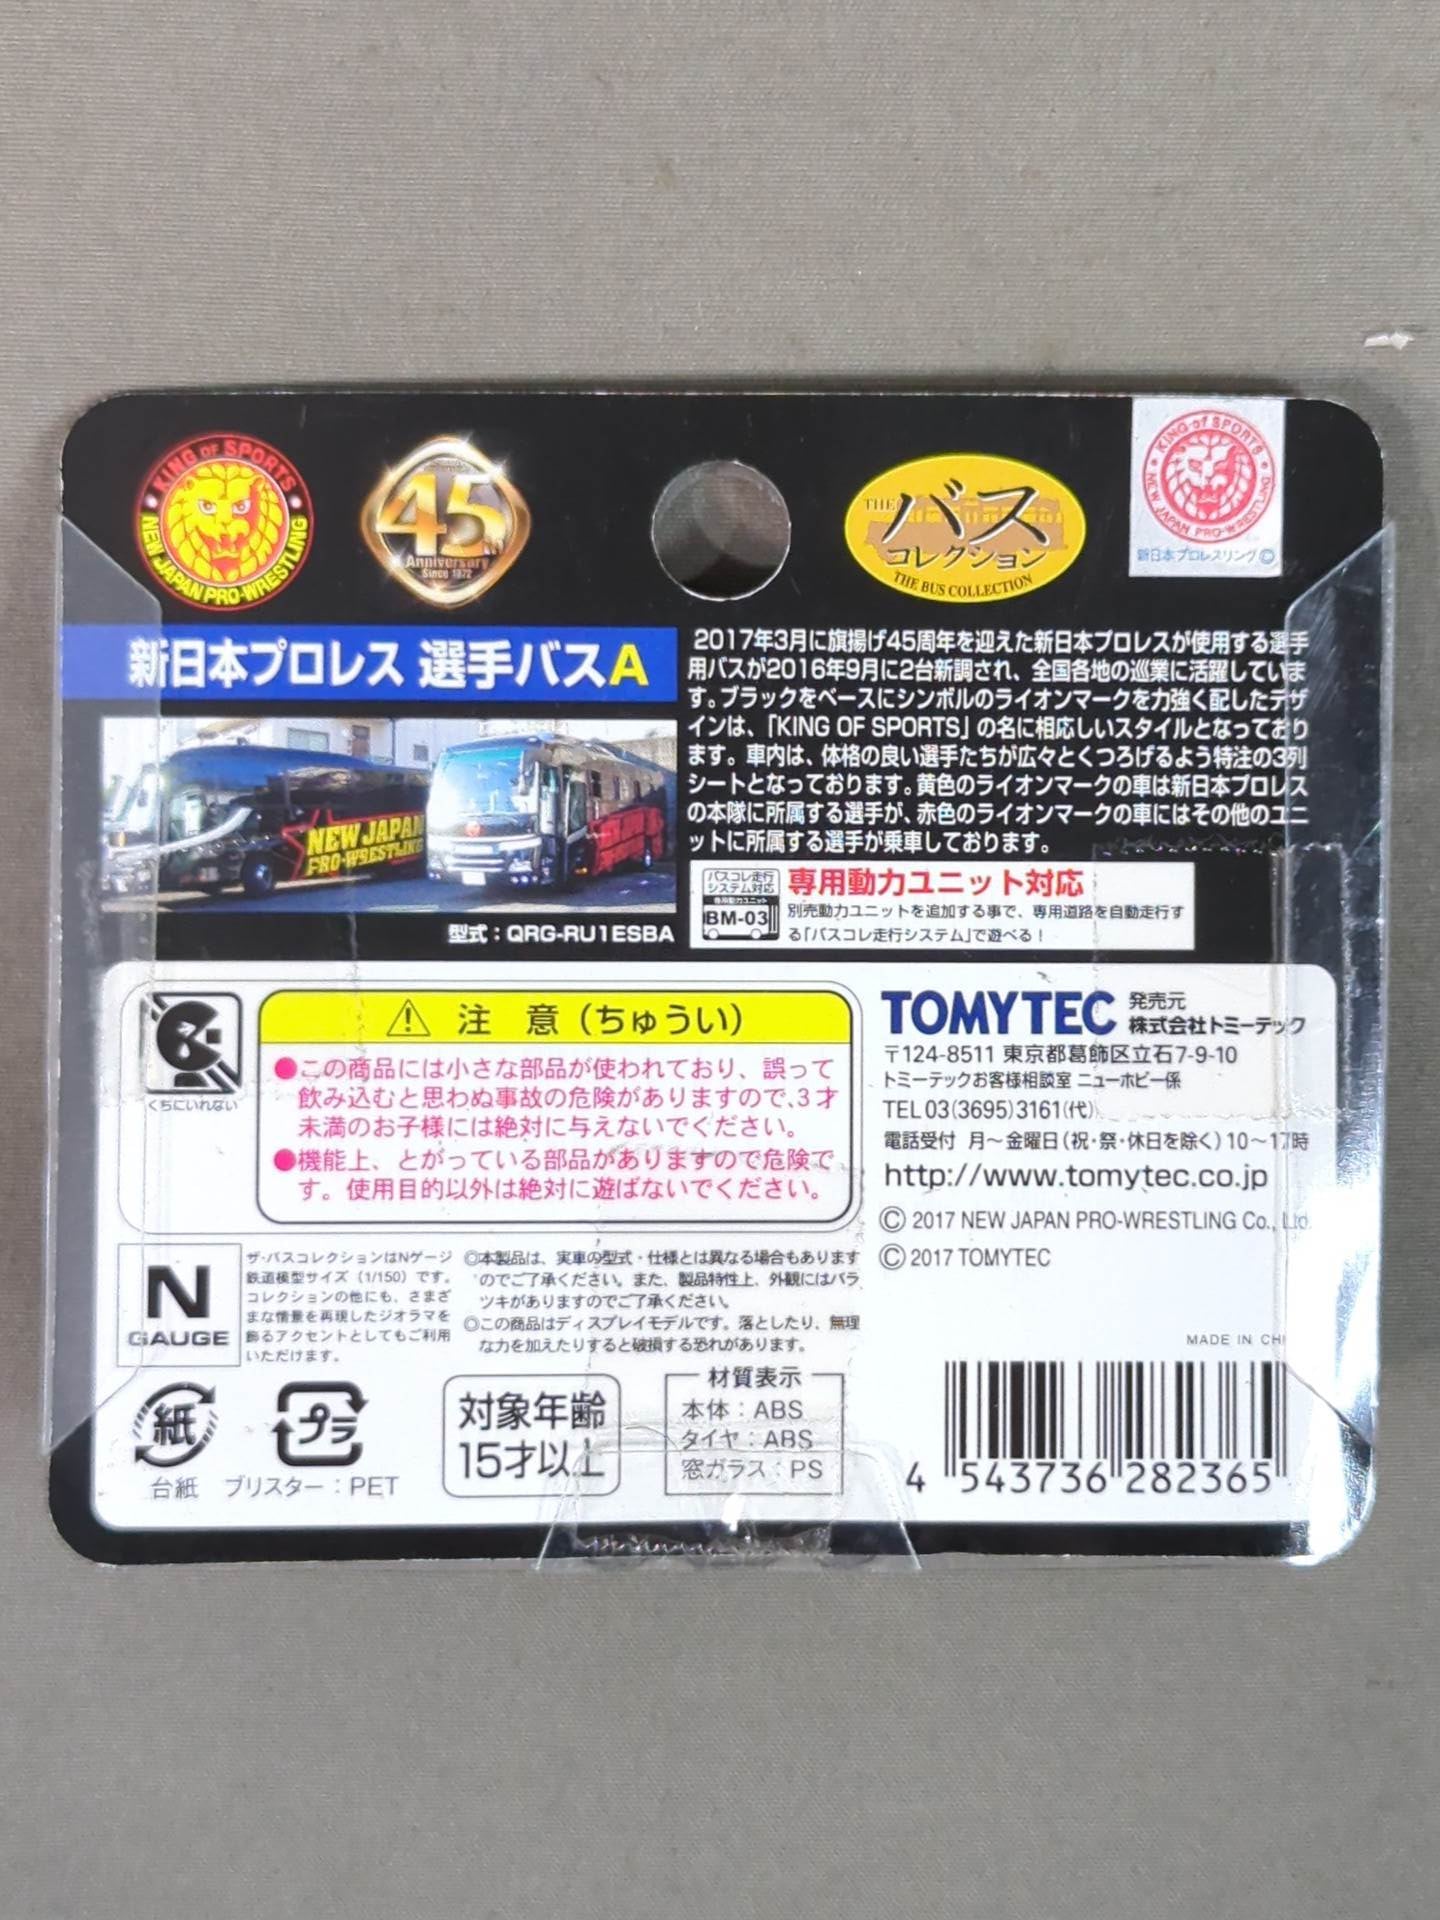 KING OF SPORTS
NEW JAPAN PRO-WRESTLING
45th
Anniversary
Since 1972
THE バス
コレクション
THE BUS COLLECTION
KING of SPORTS
NEW JAPAN PRO-WRESTLING
新日本プロレスリング©
新日本プロレス 選手バスA
NEW JAPAN
PRO-WRESTLING
型式：QRG-RU1ESBA
2017年3月に旗揚げ45周年を迎えた新日本プロレスが使用する選手
用バスが2016年9月に2台新調され、全国各地の巡業に活躍していま
す。ブラックをベースにシンボルのライオンマークを力強く配したデザ
インは、「KING OF SPORTS」の名に相応しいスタイルとなっており
ます。車内は、体格の良い選手たちが広々とくつろげるよう特注の3列
シートとなっております。黄色のライオンマークの車は新日本プロレス
の本隊に所属する選手が、赤色のライオンマークの車にはその他のユニ
ットに所属する選手が乗車しております。
バスコレ走行
システム対応
専用動力ユニット
BM-03
専用動力ユニット対応
別売動力ユニットを追加する事で、専用道路を自動走行す
る「バスコレ走行システム」で遊べる！
くちにいれない
注 意（ちゅうい）
●この商品には小さな部品が使われており、誤って
飲み込むと思わぬ事故の危険がありますので、3才
未満のお子様には絶対に与えないでください。
●機能上、とがっている部品がありますので危険で
す。使用目的以外は絶対に遊ばないでください。
TOMYTEC 発売元
株式会社トミーテック
〒124-8511 東京都葛飾区立石7-9-10
トミーテックお客様相談室 ニューホビー係
TEL 03(3695)3161(代)
電話受付 月〜金曜日（祝・祭・休日を除く）10〜17時
http://www.tomytec.co.jp
© 2017 NEW JAPAN PRO-WRESTLING Co., Ltd.
© 2017 TOMYTEC
N
GAUGE
ザ・バスコレクションはNゲージ
鉄道模型サイズ（1/150）です。
コレクションの他にも、さまざ
まな情景を再現したジオラマを
飾るアクセントとしてもご利用
いただけます。
◎本製品は、実車の型式・仕様とは異なる場合もあります
のでご了承ください。また、製品特性上、外観にはバラ
ツキがありますのでご了承ください。
◎この商品はディスプレイモデルです。落としたり、無理
な力を加えたりすると破損する恐れがあります。
MADE IN CHI
紙
台紙
プラ
ブリスター：PET
対象年齢
15才以上
材質表示
本体：ABS
タイヤ：ABS
窓ガラス：PS
4 543736 282365